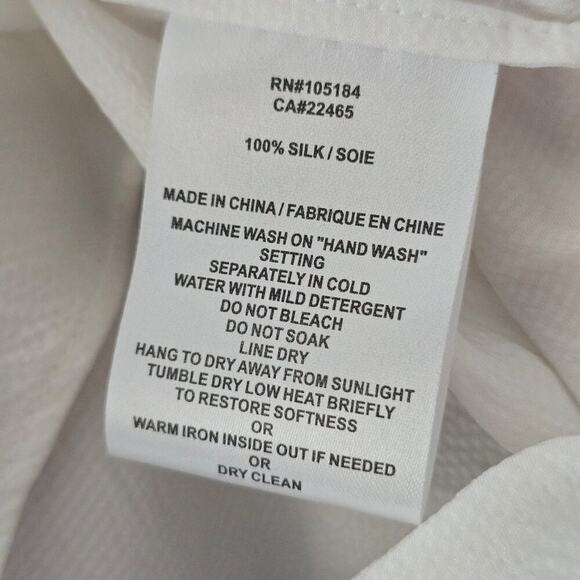 RN#105184
CA#22465
100% SILK / SOIE
MADE IN CHINA / FABRIQUE EN CHINE
MACHINE WASH ON "HAND WASH"
SETTING
SEPARATELY IN COLD
WATER WITH MILD DETERGENT
DO NOT BLEACH
DO NOT SOAK
LINE DRY
HANG TO DRY AWAY FROM SUNLIGHT
TUMBLE DRY LOW HEAT BRIEFLY
TO RESTORE SOFTNESS
OR
WARM IRON INSIDE OUT IF NEEDED
OR
DRY CLEAN